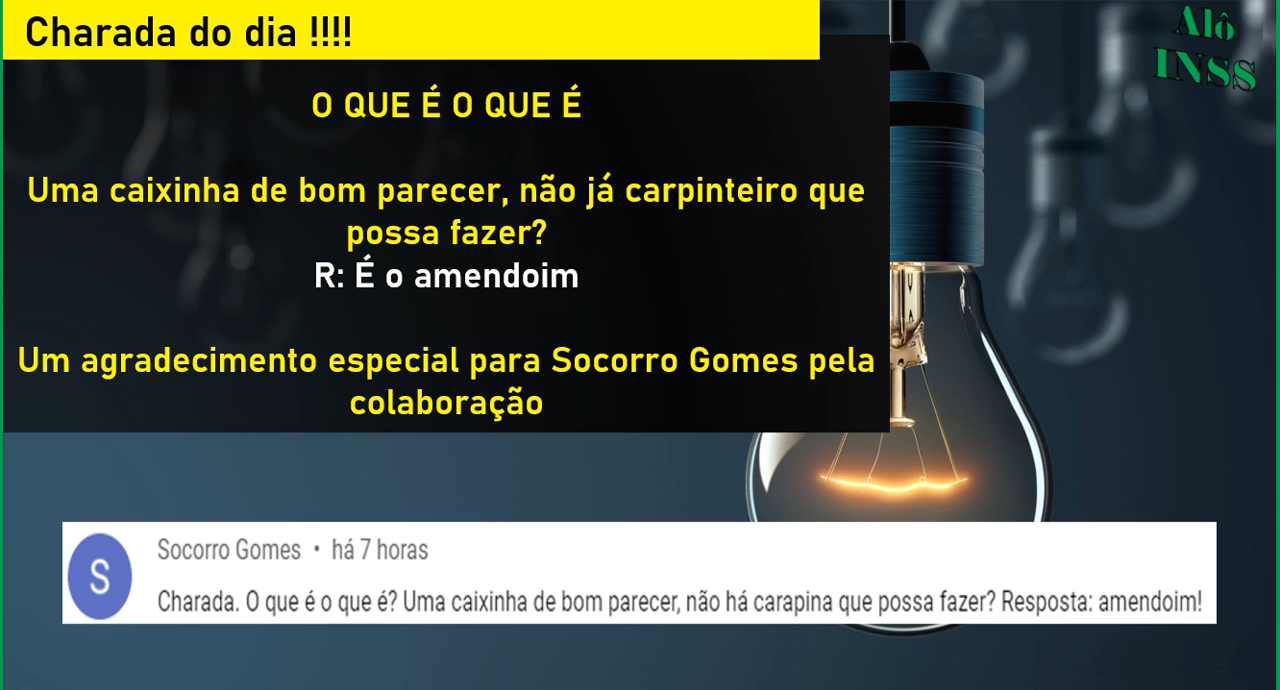 Charada do dia !!!!
Alô
INSS
O QUE É O QUE É
Uma caixinha de bom parecer, não já carpinteiro que
possa fazer?
R: É o amendoim
Um agradecimento especial para Socorro Gomes pela
colaboração
S
Socorro Gomes • há 7 horas
Charada. O que é o que é? Uma caixinha de bom parecer, não há carapina que possa fazer? Resposta: amendoim!